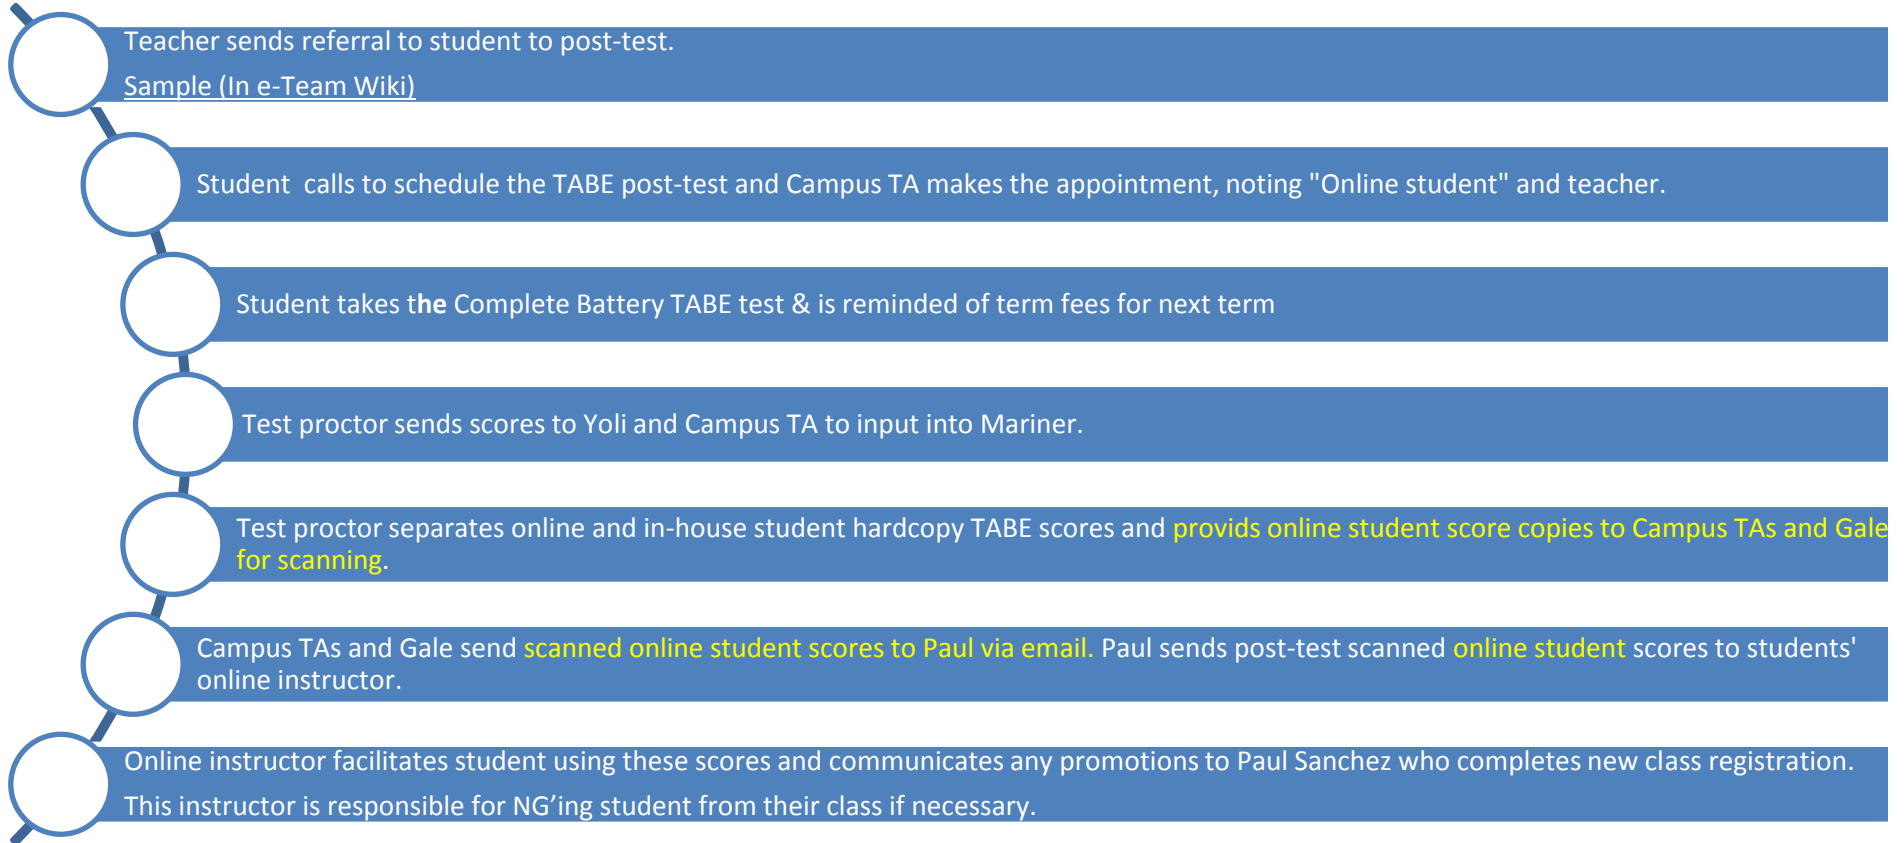 Teacher sends referral to student to post-test.
Sample (In e-Team Wiki)
Student  calls to schedule the TABE post-test and Campus TA makes the appointment, noting "Online student" and teacher.
Student takes the Complete Battery TABE test & is reminded of term fees for next term
Test proctor sends scores to Yoli and Campus TA to input into Mariner.
Test proctor separates online and in-house student hardcopy TABE scores and provids online student score copies to Campus TAs and Gale
for scanning.
Campus TAs and Gale send scanned online student scores to Paul via email. Paul sends post-test scanned online student scores to students'
online instructor.
Online instructor facilitates student using these scores and communicates any promotions to Paul Sanchez who completes new class registration.
This instructor is responsible for NG’ing student from their class if necessary.